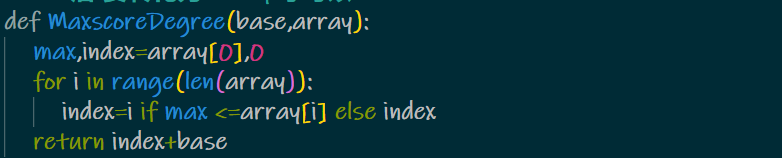 def MaxscoreDegree(base,array):
max,index=array[0],0
for i in range(len(array)):
index=i if max <=array[i] else index
return index+base